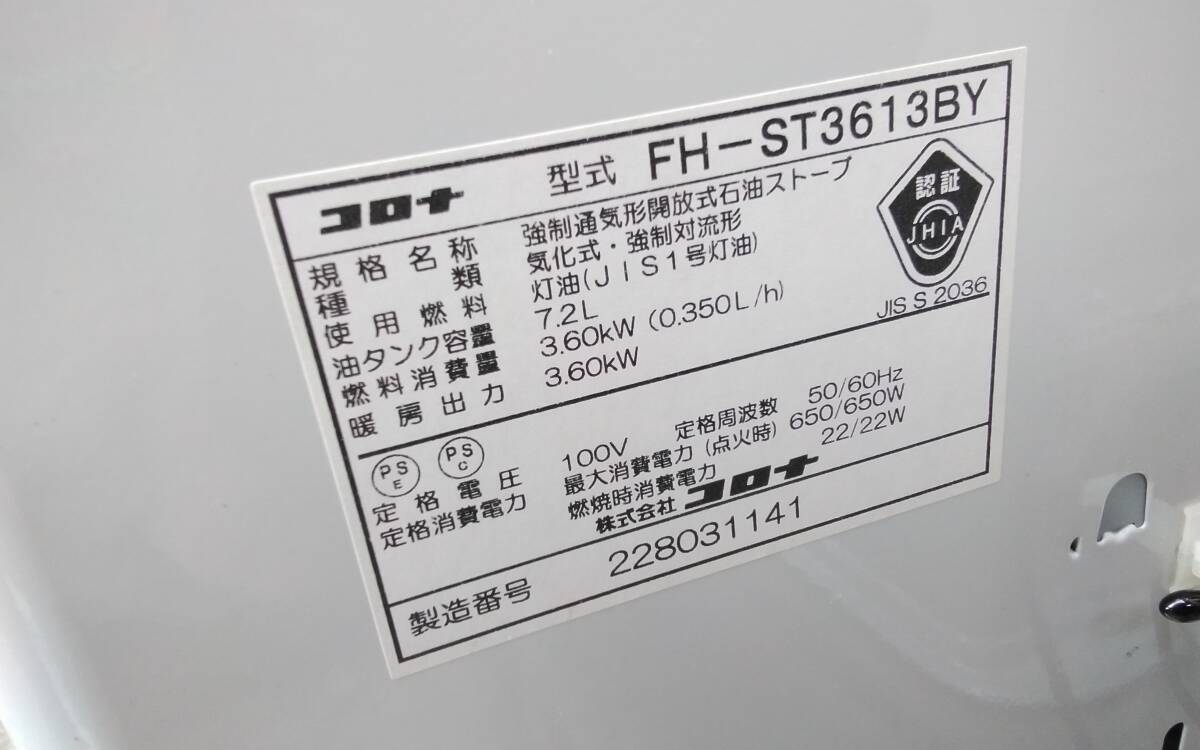 コロナ 型式 FH-ST3613BY
規格名称 強制通気形開放式石油ストーブ
種類 気化式・強制対流形
使用燃料 灯油(JIS1号灯油)
油タンク容量 7.2L
燃料消費量 3.60kW (0.350L/h)
暖房出力 3.60kW
認証
JHIA
JIS S 2036
PS E PS C
定格電圧 100V 定格周波数 50/60Hz
定格消費電力 最大消費電力(点火時) 650/650W
燃焼時消費電力 22/22W
株式会社 コロナ
製造番号 228031141